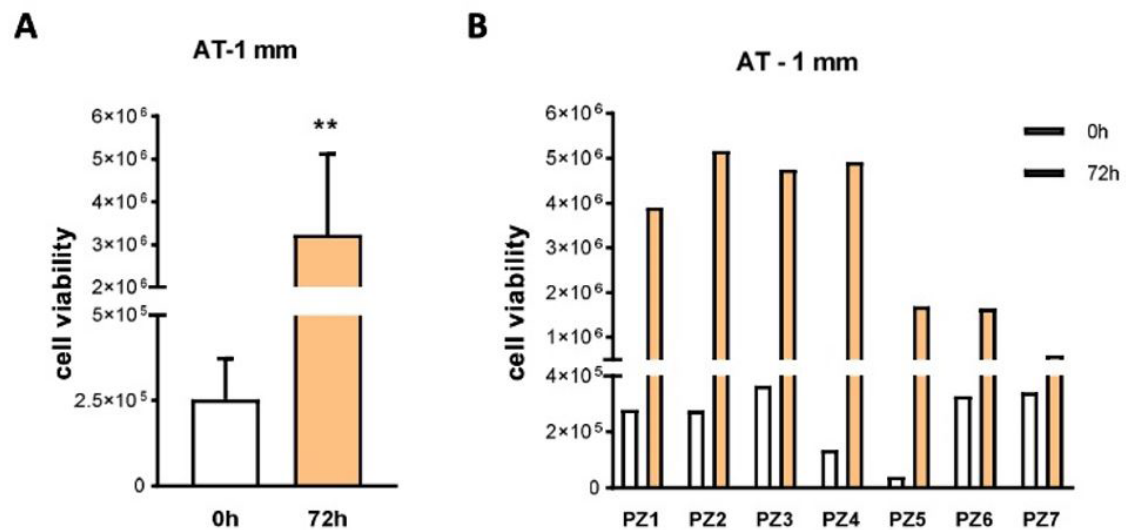 A
AT-1 mm
cell viability
6×10⁶
5×10⁶
4×10⁶
3×10⁶
2×10⁶
5×10⁵
2.5×10⁵
0
**
0h
72h
B
AT - 1 mm
cell viability
6×10⁶
5×10⁶
4×10⁶
3×10⁶
2×10⁶
1×10⁶
4×10⁵
2×10⁵
0
PZ1
PZ2
PZ3
PZ4
PZ5
PZ6
PZ7
0h
72h